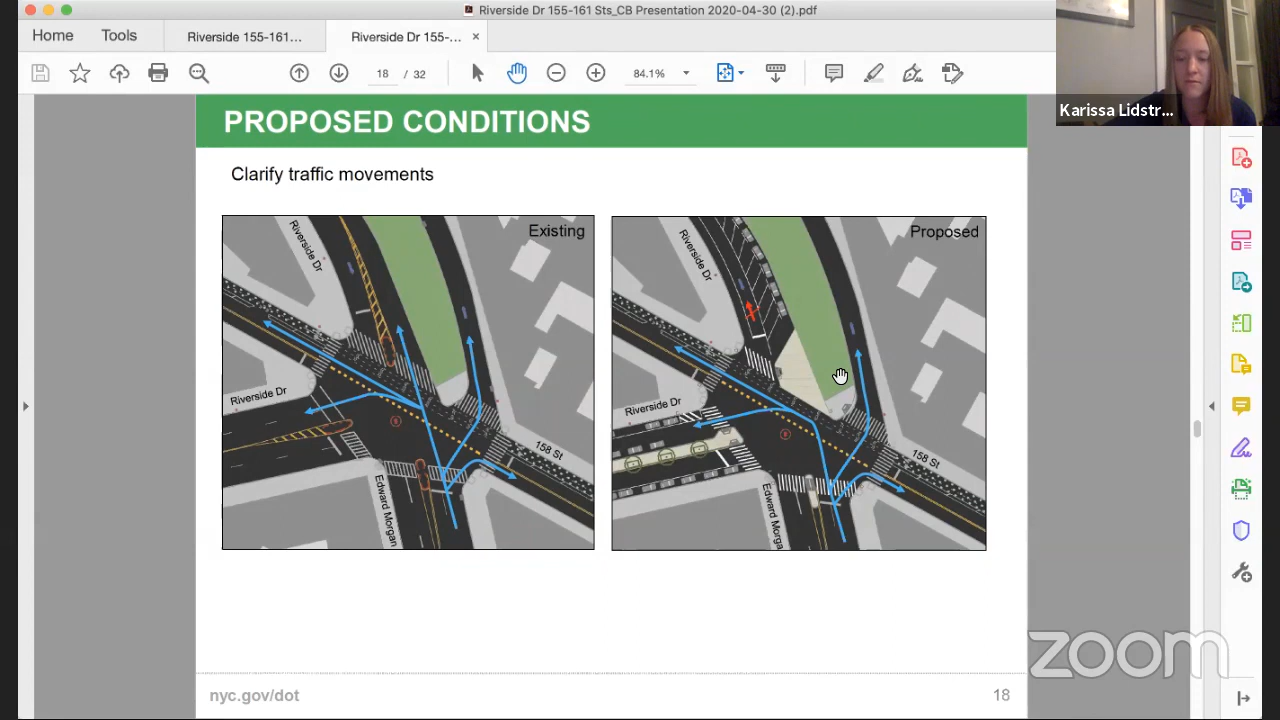 Riverside Dr 155-161 Sts_CB Presentation 2020-04-30 (2).pdf
Home
Tools
Riverside 155-161...
Riverside Dr 155-...
18 / 32
84.1%
Karissa Lidstr...
PROPOSED CONDITIONS
Clarify traffic movements
Existing
Riverside Dr
Riverside Dr
158 St
Edward Morgan
Proposed
Riverside Dr
Riverside Dr
158 St
Edward Morgan
nyc.gov/dot
18
zoom